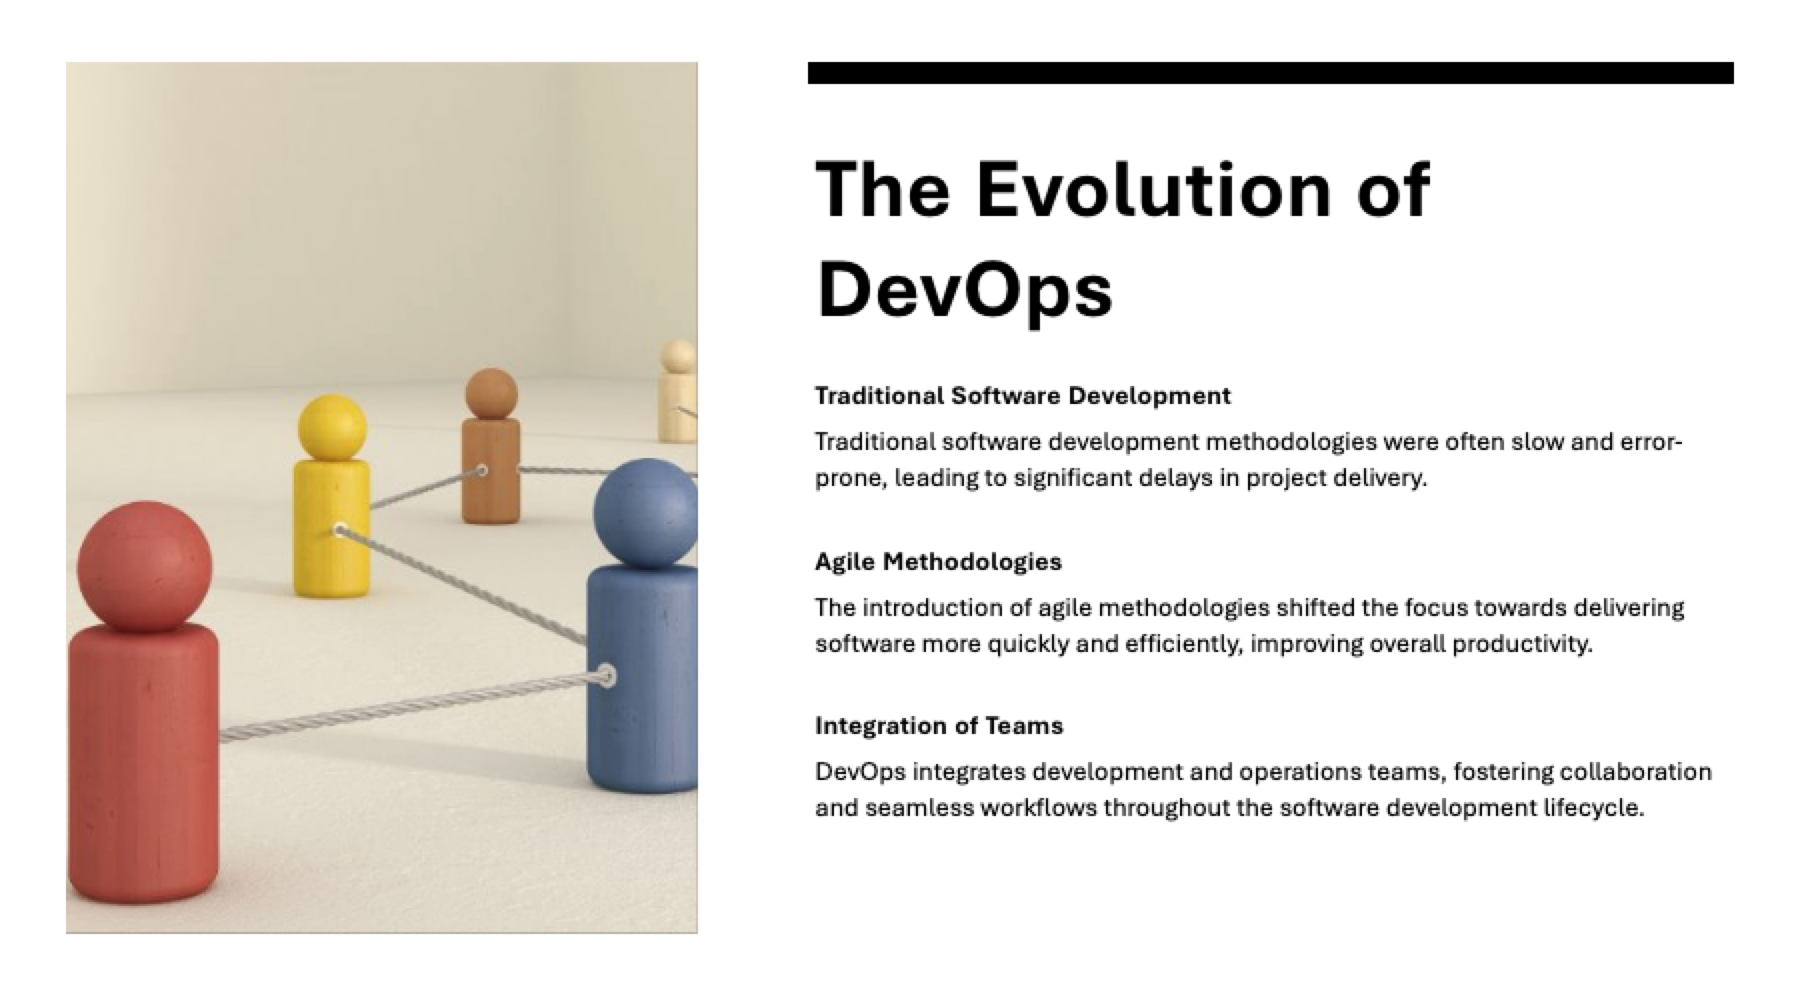 The Evolution of
DevOps
Traditional Software Development
Traditional software development methodologies were often slow and error-
prone, leading to significant delays in project delivery.
Agile Methodologies
The introduction of agile methodologies shifted the focus towards delivering
software more quickly and efficiently, improving overall productivity.
Integration of Teams
DevOps integrates development and operations teams, fostering collaboration
and seamless workflows throughout the software development lifecycle.